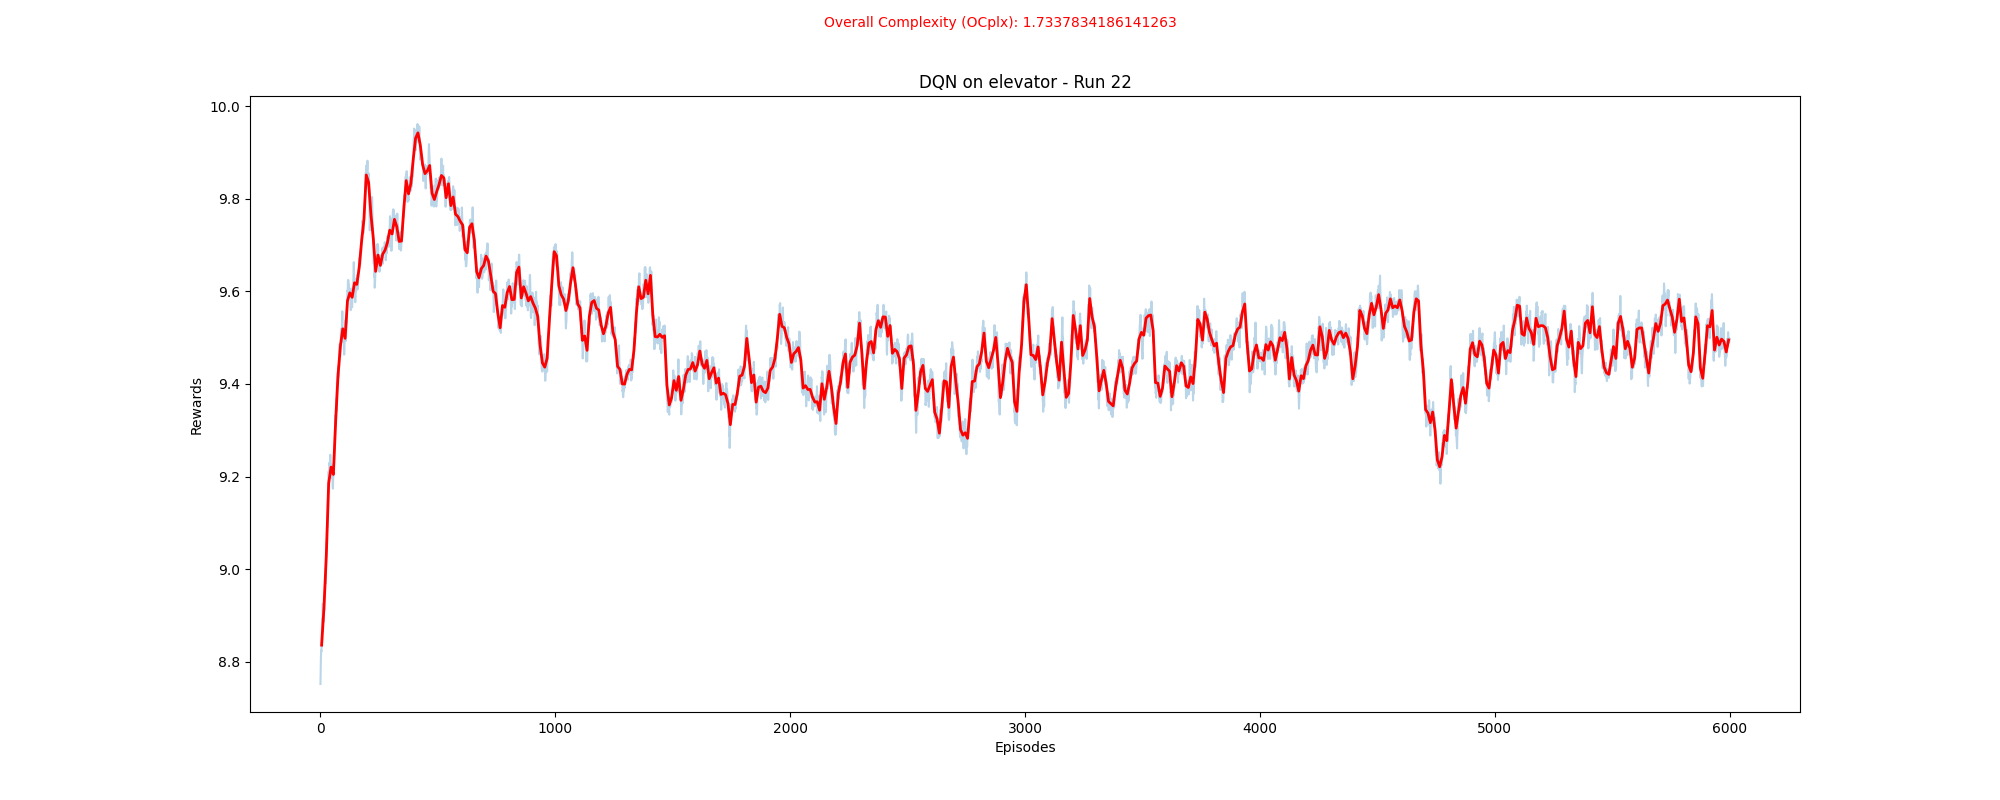 Overall Complexity (OCplx): 1.7337834186141263
DQN on elevator - Run 22
Rewards
10.0
9.8
9.6
9.4
9.2
9.0
8.8
0 1000 2000 3000 4000 5000 6000
Episodes